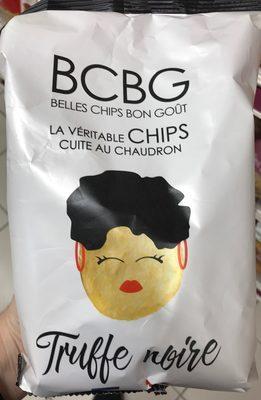 BCBG
BELLES CHIPS BON GOÛT
LA VÉRITABLE CHIPS
CUITE AU CHAUDRON
Truffe noire